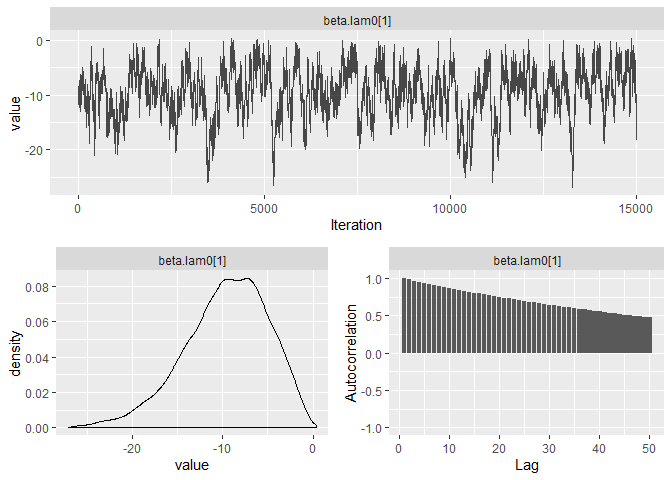 beta.lam0[1]
value
0
-10
-20
0 5000 10000 15000
Iteration
beta.lam0[1]
density
0.08
0.06
0.04
0.02
0.00
-20 -10 0
value
beta.lam0[1]
Autocorrelation
1.0
0.5
0.0
-0.5
-1.0
0 10 20 30 40 50
Lag